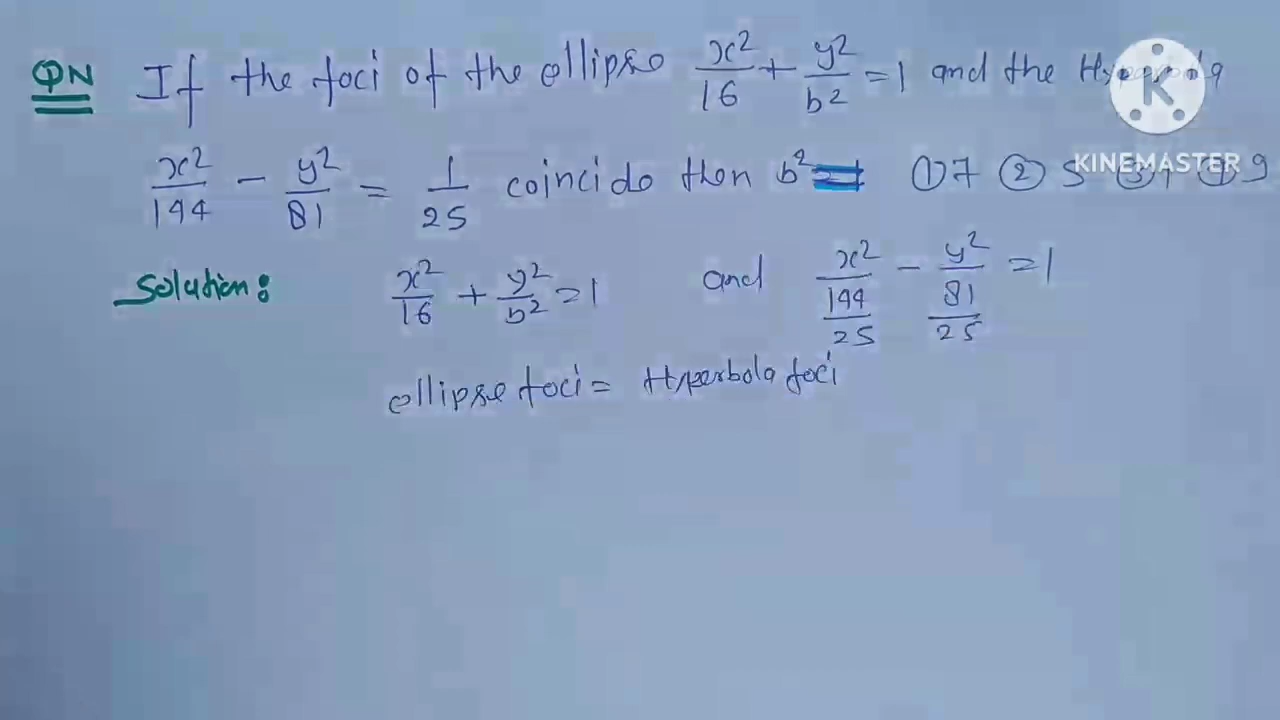 QN If the foci of the ellipse x²/16 + y²/b² = 1 and the
K
KINEMASTER
x²/144 - y²/81 = 1/25 coincide then b² = ① 7 ② 5 9
Solution: x²/16 + y²/b² = 1 and x²/(144/25) - y²/(81/25) = 1
ellipse foci = Hyperbola foci